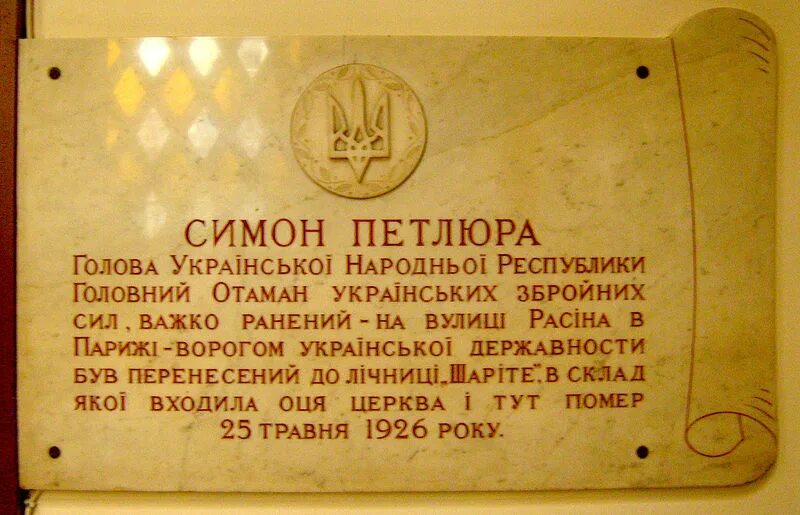 СИМОН ПЕТЛЮРА
ГОЛОВА УКРАЇНСЬКОЇ НАРОДНЬОЇ РЕСПУБЛИКИ
ГОЛОВНИЙ ОТАМАН УКРАЇНСЬКИХ ЗБРОЙНИХ
СИЛ, ВАЖКО РАНЕНИЙ - НА ВУЛИЦІ РАСІНА В
ПАРИЖІ - ВОРОГОМ УКРАЇНСЬКОЇ ДЕРЖАВНОСТИ
БУВ ПЕРЕНЕСЕНИЙ ДО ЛІЧНИЦІ „ШАРІТЕ”. В СКЛАД
ЯКОЇ ВХОДИЛА ОЦЯ ЦЕРКВА І ТУТ ПОМЕР
25 ТРАВНЯ 1926 РОКУ.